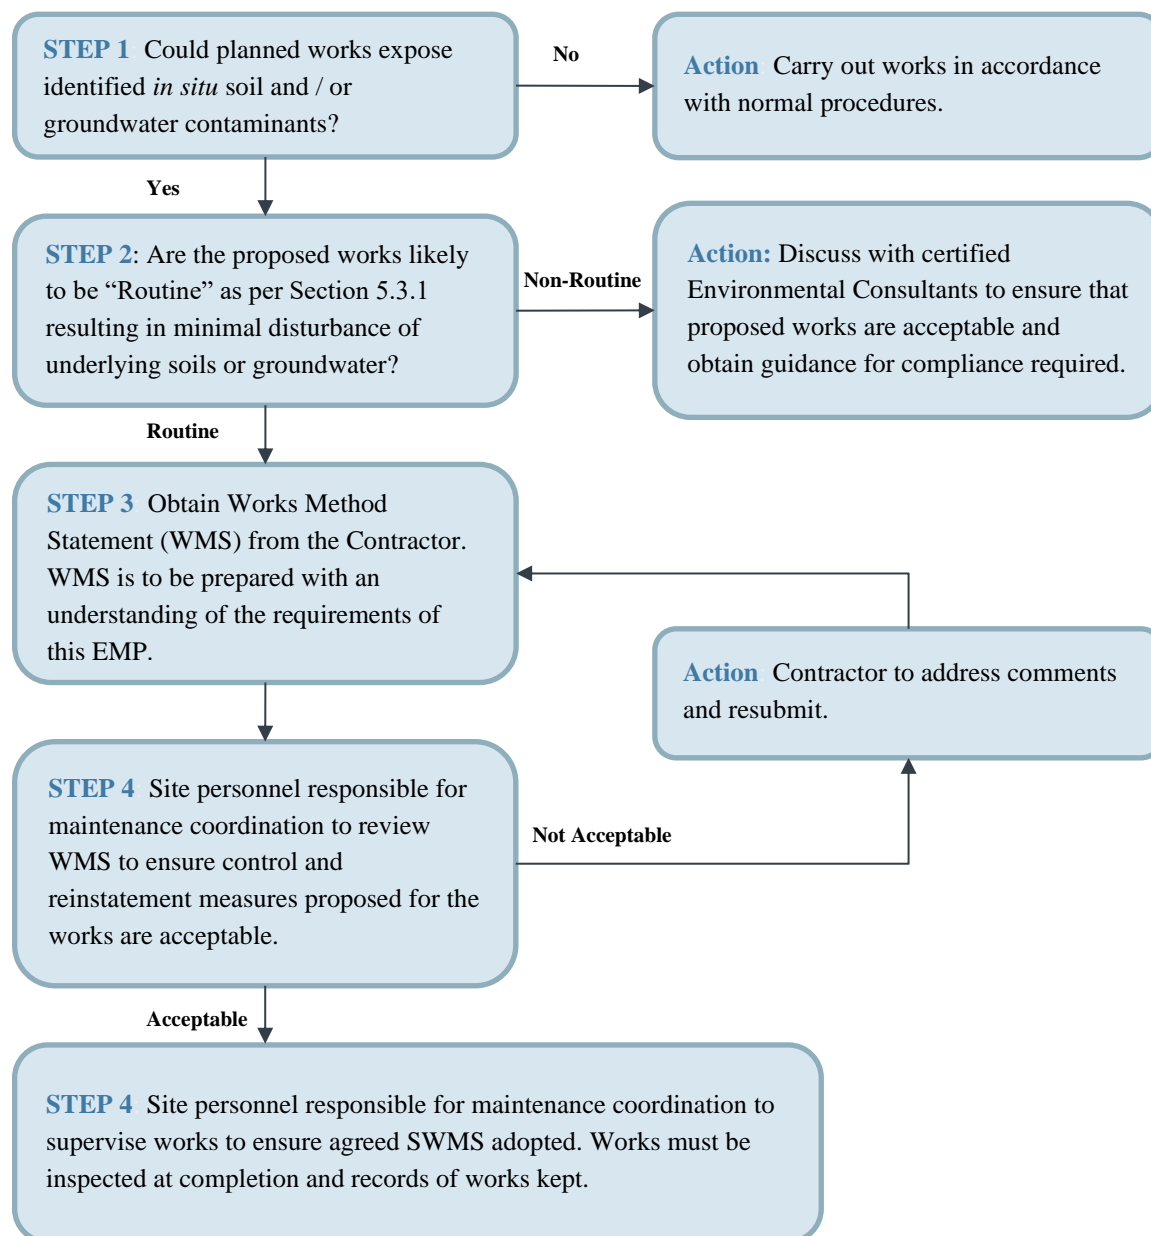 STEP 1 Could planned works expose
identified in situ soil and / or
groundwater contaminants?
No
Action Carry out works in accordance
with normal procedures.
Yes
STEP 2: Are the proposed works likely
to be “Routine” as per Section 5.3.1
resulting in minimal disturbance of
underlying soils or groundwater?
Non-Routine
Action: Discuss with certified
Environmental Consultants to ensure that
proposed works are acceptable and
obtain guidance for compliance required.
Routine
STEP 3 Obtain Works Method
Statement (WMS) from the Contractor.
WMS is to be prepared with an
understanding of the requirements of
this EMP.
Action Contractor to address comments
and resubmit.
STEP 4 Site personnel responsible for
maintenance coordination to review
WMS to ensure control and
reinstatement measures proposed for the
works are acceptable.
Not Acceptable
Acceptable
STEP 4 Site personnel responsible for maintenance coordination to
supervise works to ensure agreed SWMS adopted. Works must be
inspected at completion and records of works kept.